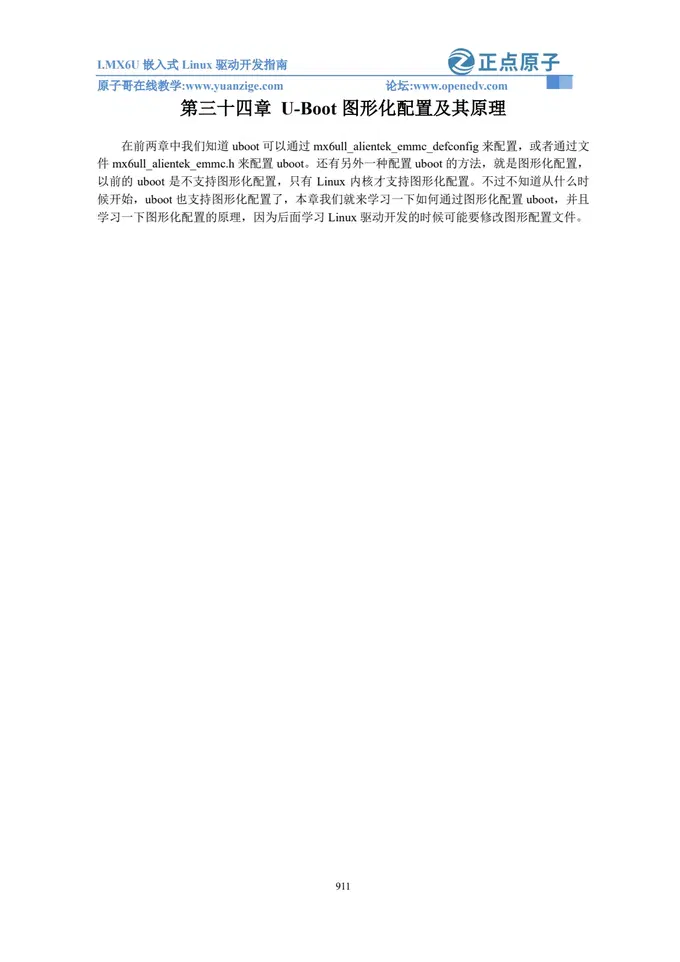 I.MX6U 嵌入式 Linux 驱动开发指南
正点原子
原子哥在线教学:www.yuanzige.com 论坛:www.openedv.com
第三十四章 U-Boot 图形化配置及其原理
在前两章中我们知道 uboot 可以通过 mx6ull_alientek_emmc_defconfig 来配置，或者通过文
件 mx6ull_alientek_emmc.h 来配置 uboot。还有另外一种配置 uboot 的方法，就是图形化配置，
以前的 uboot 是不支持图形化配置，只有 Linux 内核才支持图形化配置。不过不知道从什么时
候开始，uboot 也支持图形化配置了，本章我们就来学习一下如何通过图形化配置 uboot，并且
学习一下图形化配置的原理，因为后面学习 Linux 驱动开发的时候可能要修改图形配置文件。
911